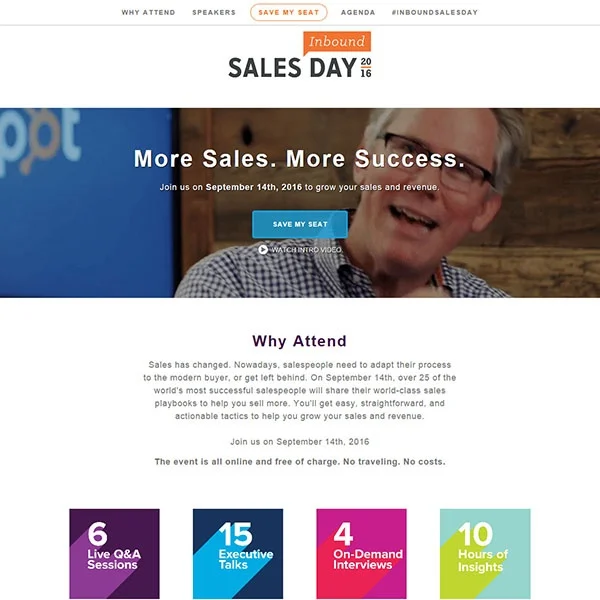 WHY ATTEND SPEAKERS SAVE MY SEAT AGENDA #INBOUNDSALESDAY
Inbound
SALES DAY 20 16
pot
More Sales. More Success.
Join us on September 14th, 2016 to grow your sales and revenue.
SAVE MY SEAT
WATCH INTRO VIDEO
Why Attend
Sales has changed. Nowadays, salespeople need to adapt their process
to the modern buyer, or get left behind. On September 14th, over 25 of the
world's most successful salespeople will share their world-class sales
playbooks to help you sell more. You'll get easy, straightforward, and
actionable tactics to help you grow your sales and revenue.
Join us on September 14th, 2016
The event is all online and free of charge. No traveling. No costs.
6
Live Q&A
Sessions
15
Executive
Talks
4
On-Demand
Interviews
10
Hours of
Insights